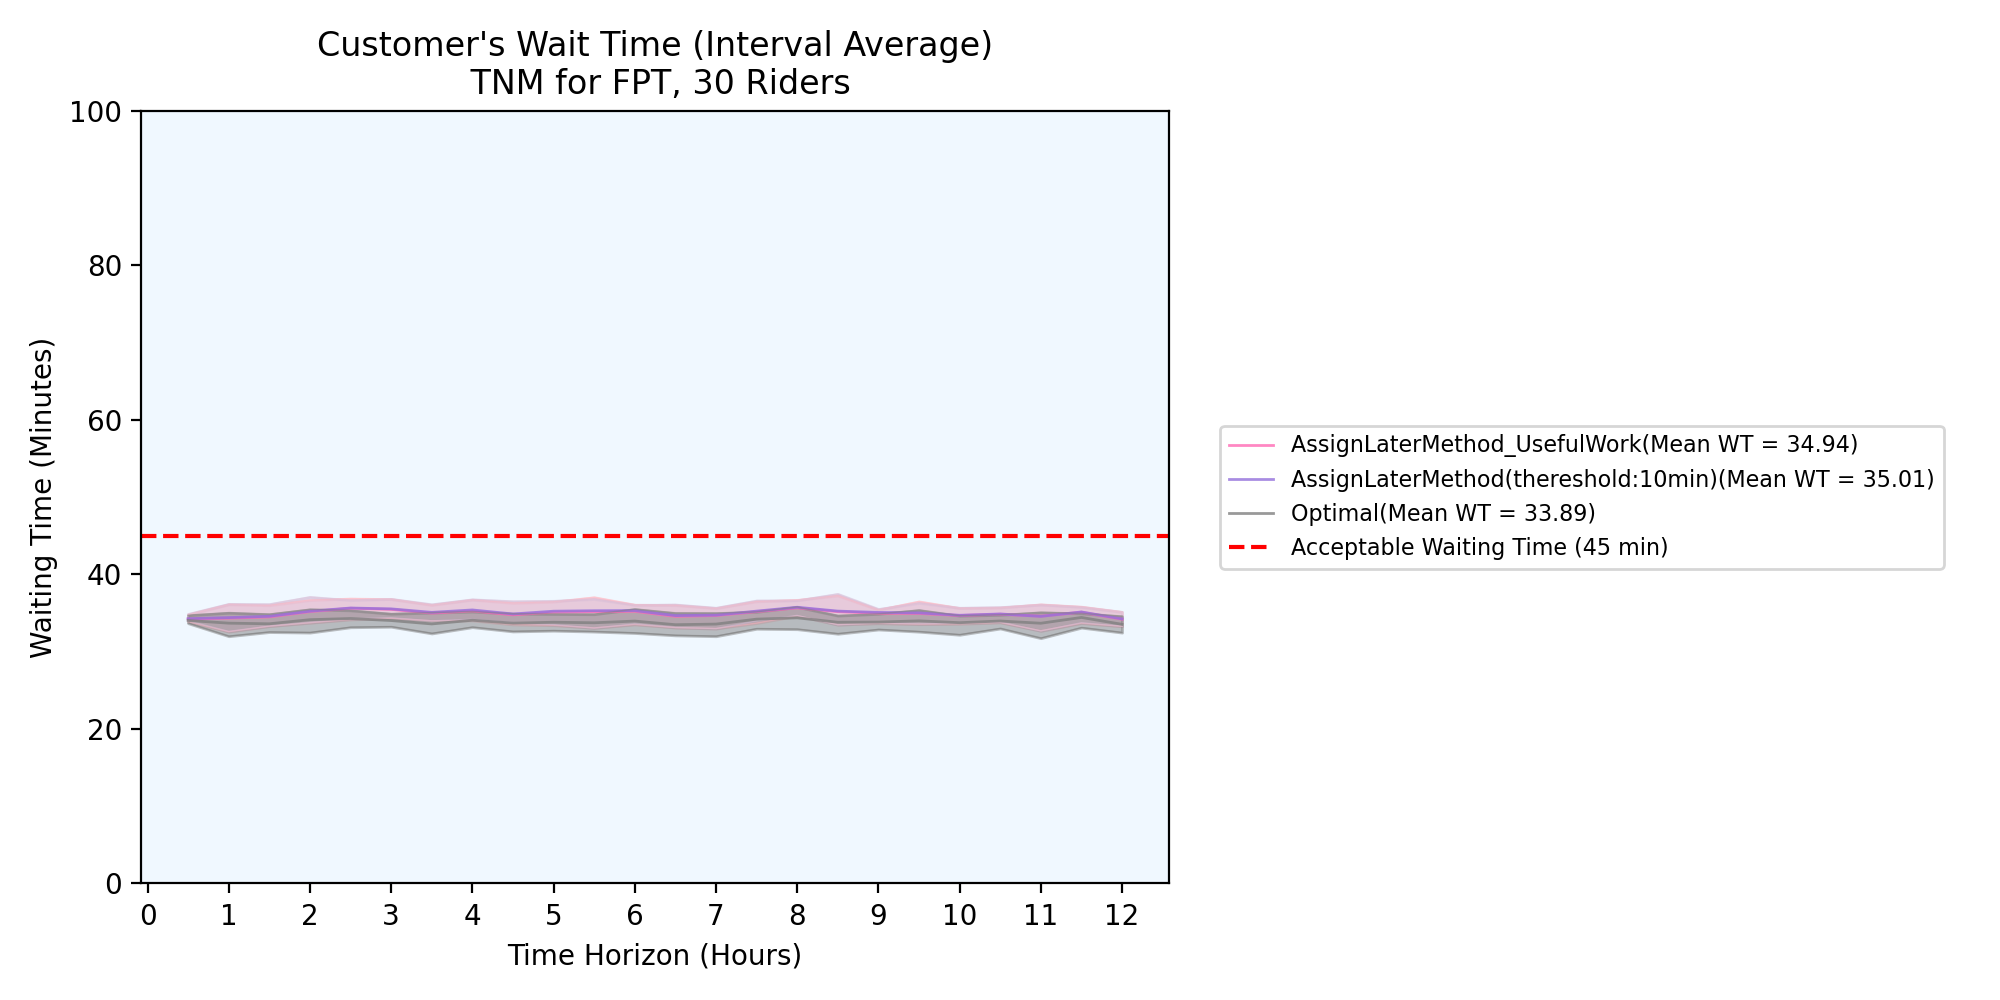 Customer's Wait Time (Interval Average)
TNM for FPT, 30 Riders
Waiting Time (Minutes)
100
80
60
40
20
0
0 1 2 3 4 5 6 7 8 9 10 11 12
Time Horizon (Hours)
AssignLaterMethod_UsefulWork(Mean WT = 34.94)
AssignLaterMethod(thereshold:10min)(Mean WT = 35.01)
Optimal(Mean WT = 33.89)
Acceptable Waiting Time (45 min)